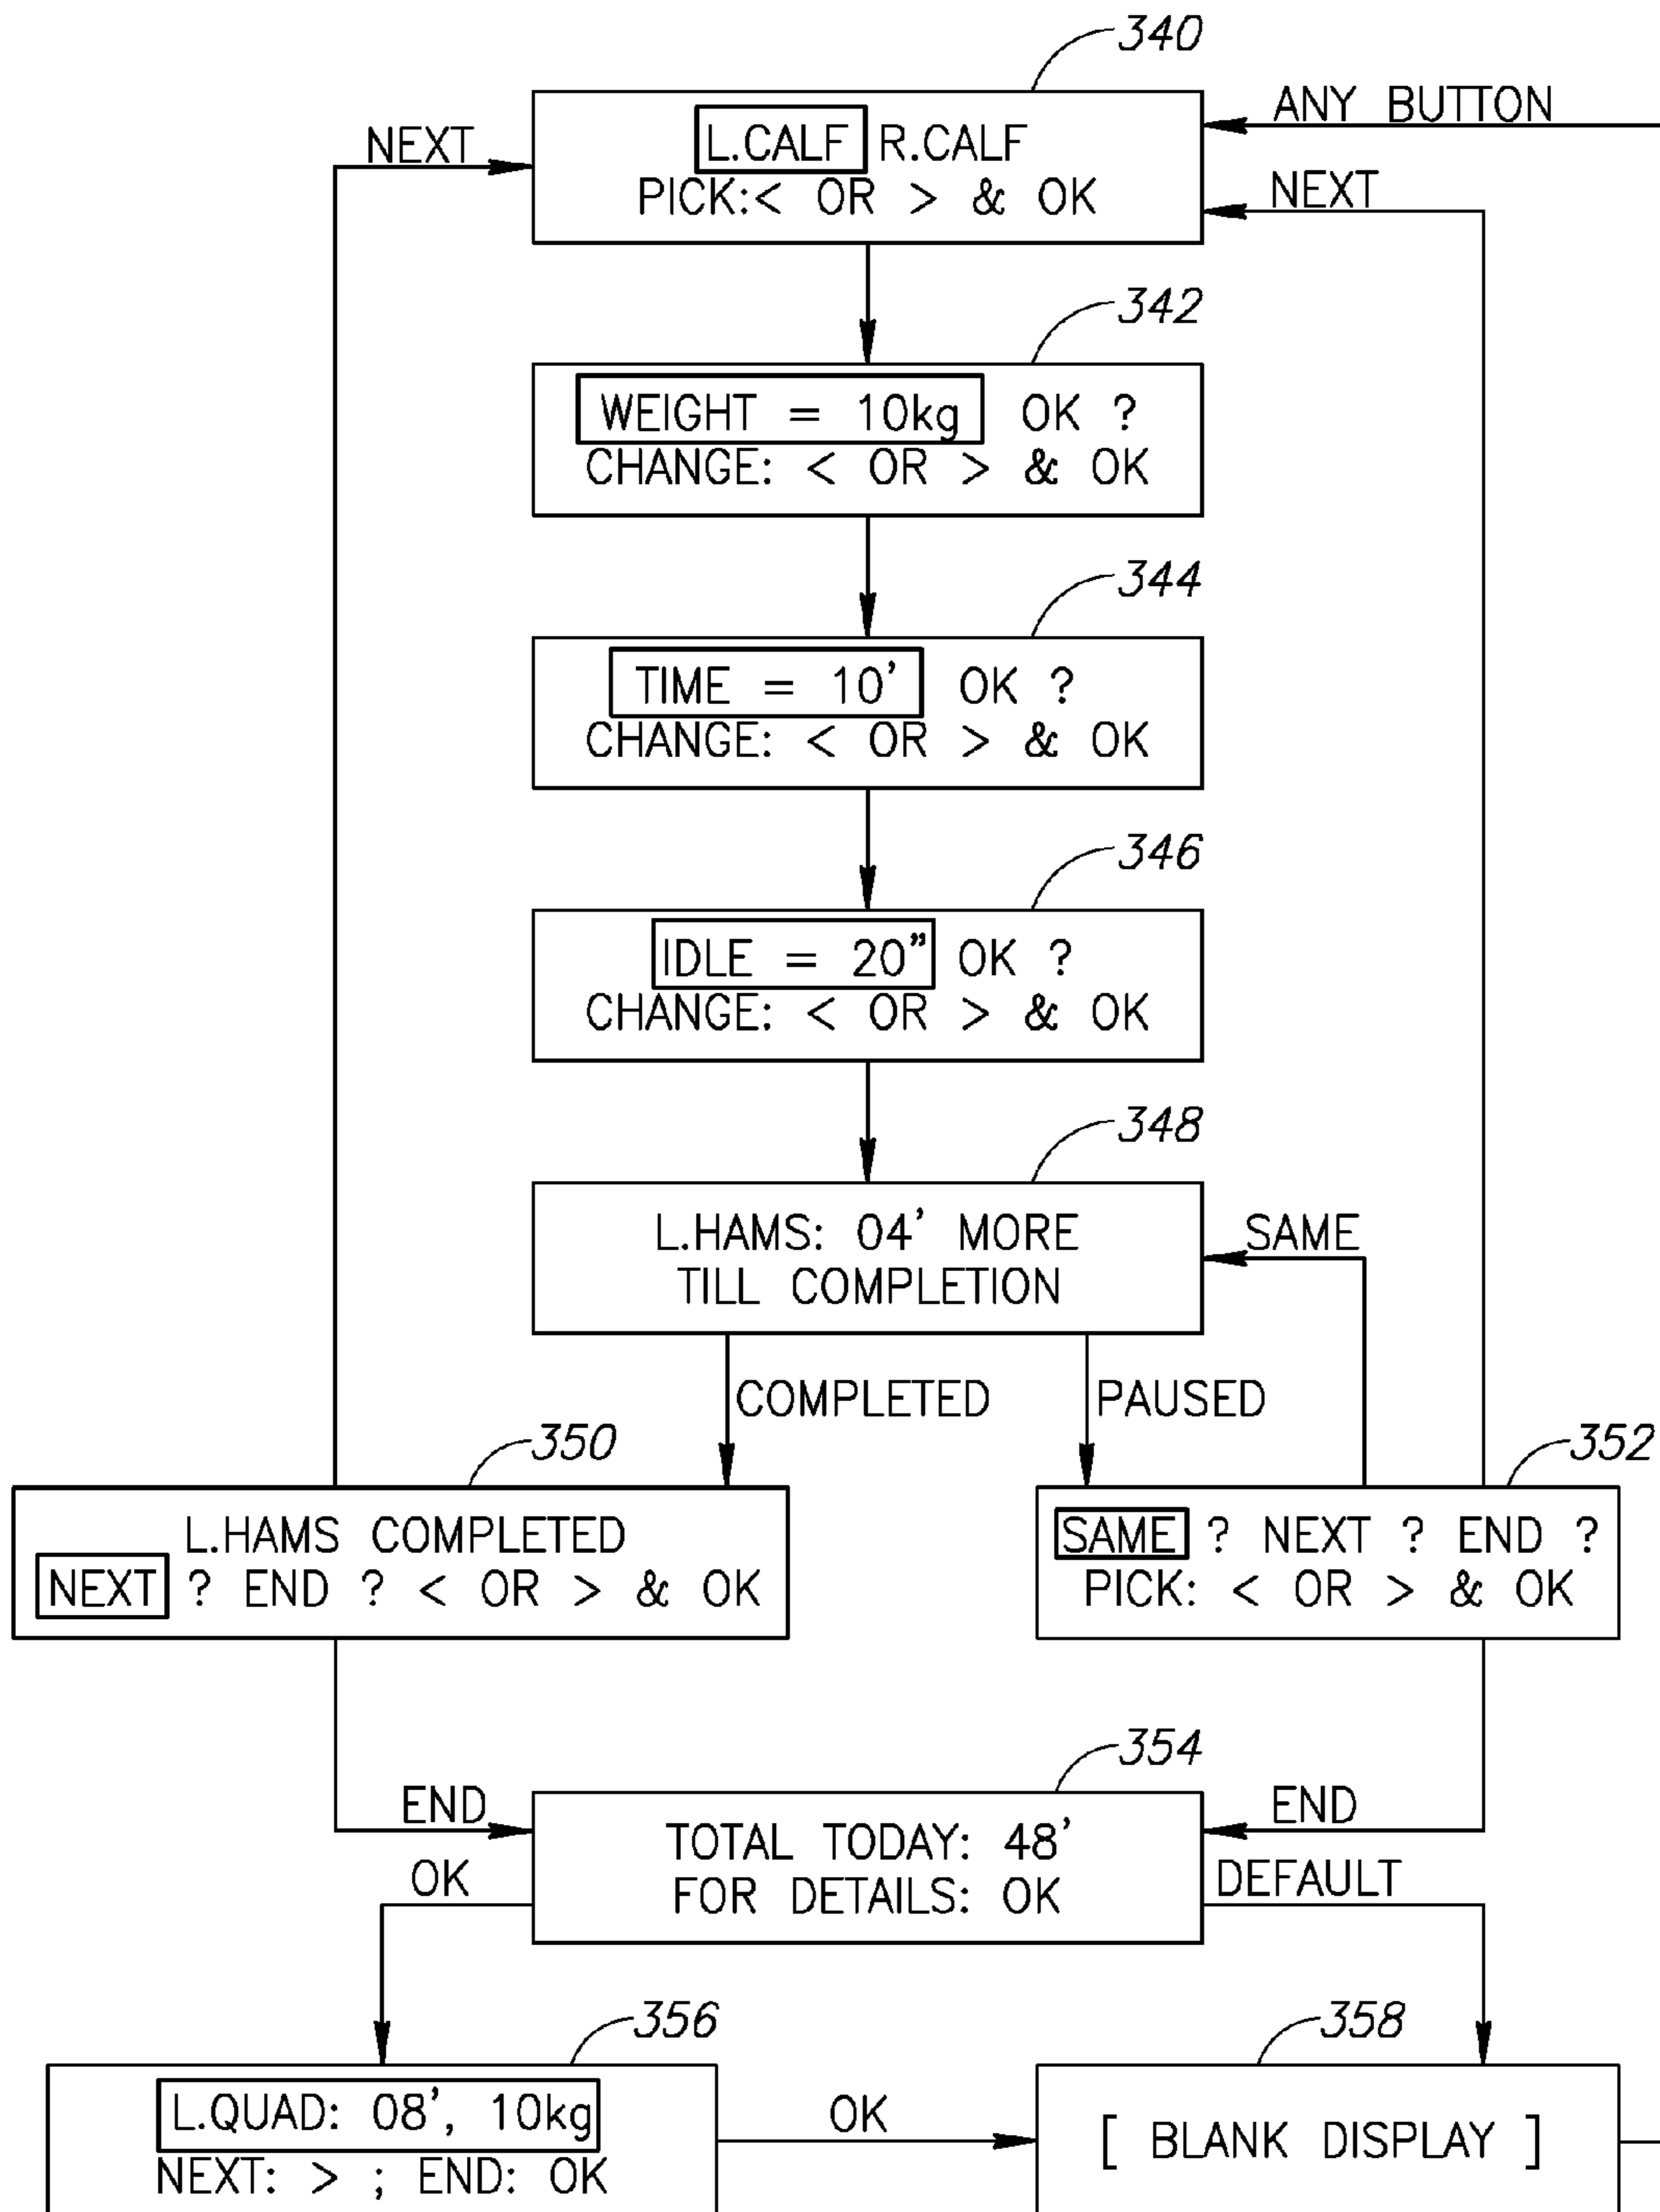 340
ANY BUTTON
NEXT
L.CALF R.CALF
PICK:< OR > & OK
NEXT
342
WEIGHT = 10kg OK ?
CHANGE: < OR > & OK
344
TIME = 10' OK ?
CHANGE: < OR > & OK
346
IDLE = 20" OK ?
CHANGE: < OR > & OK
348
L.HAMS: 04' MORE
TILL COMPLETION
SAME
COMPLETED
PAUSED
350
L.HAMS COMPLETED
NEXT ? END ? < OR > & OK
352
SAME ? NEXT ? END ?
PICK: < OR > & OK
354
END
END
TOTAL TODAY: 48'
FOR DETAILS: OK
OK
DEFAULT
356
L.QUAD: 08', 10kg
NEXT: > ; END: OK
OK
358
[ BLANK DISPLAY ]